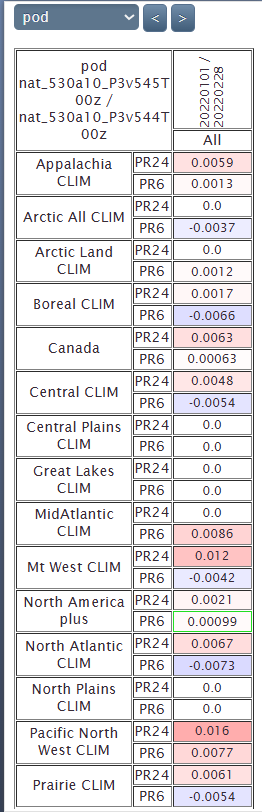 pod
<
>
pod
nat_530a10_P3v545T
00z /
nat_530a10_P3v544T
00z
20220101 /
20220228
All
Appalachia
CLIM
PR24 0.0059
PR6 0.0013
Arctic All CLIM
PR24 0.0
PR6 -0.0037
Arctic Land
CLIM
PR24 0.0
PR6 0.0012
Boreal CLIM
PR24 0.0017
PR6 -0.0066
Canada
PR24 0.0063
PR6 0.00063
Central CLIM
PR24 0.0048
PR6 -0.0054
Central Plains
CLIM
PR24 0.0
PR6 0.0
Great Lakes
CLIM
PR24 0.0
PR6 0.0
MidAtlantic
CLIM
PR24 0.0
PR6 0.0086
Mt West CLIM
PR24 0.012
PR6 -0.0042
North America
plus
PR24 0.0021
PR6 0.00099
North Atlantic
CLIM
PR24 0.0067
PR6 -0.0073
North Plains
CLIM
PR24 0.0
PR6 0.0
Pacific North
West CLIM
PR24 0.016
PR6 0.0077
Prairie CLIM
PR24 0.0061
PR6 -0.0054